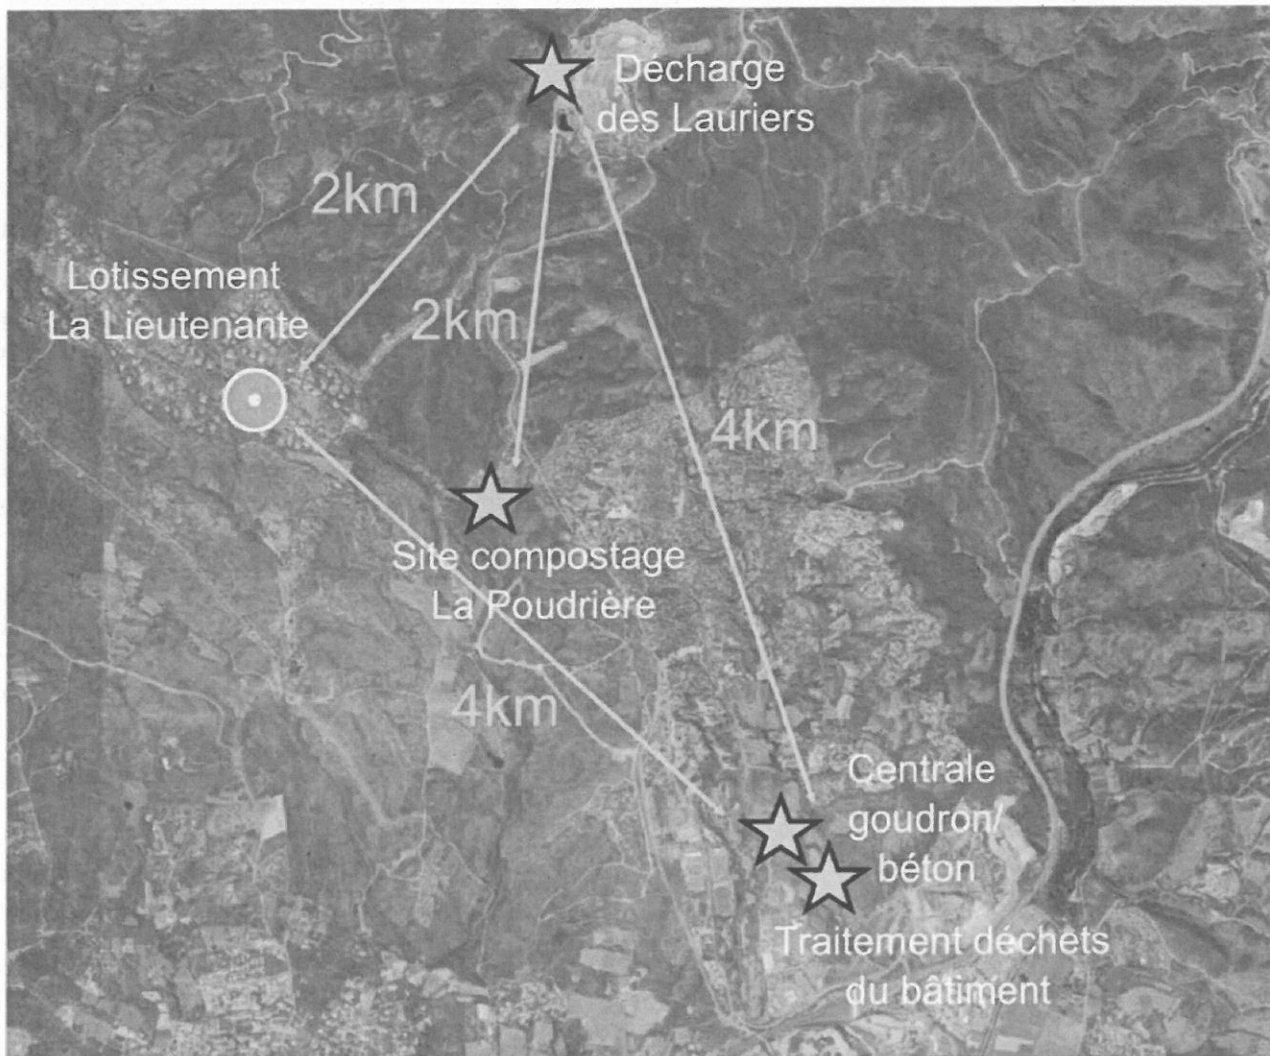 Décharge
des Lauriers
2km
Lotissement
La Lieutenante
2km
4km
Site compostage
La Poudrière
4km
Centrale
goudron/
béton
Traitement déchets
du bâtiment